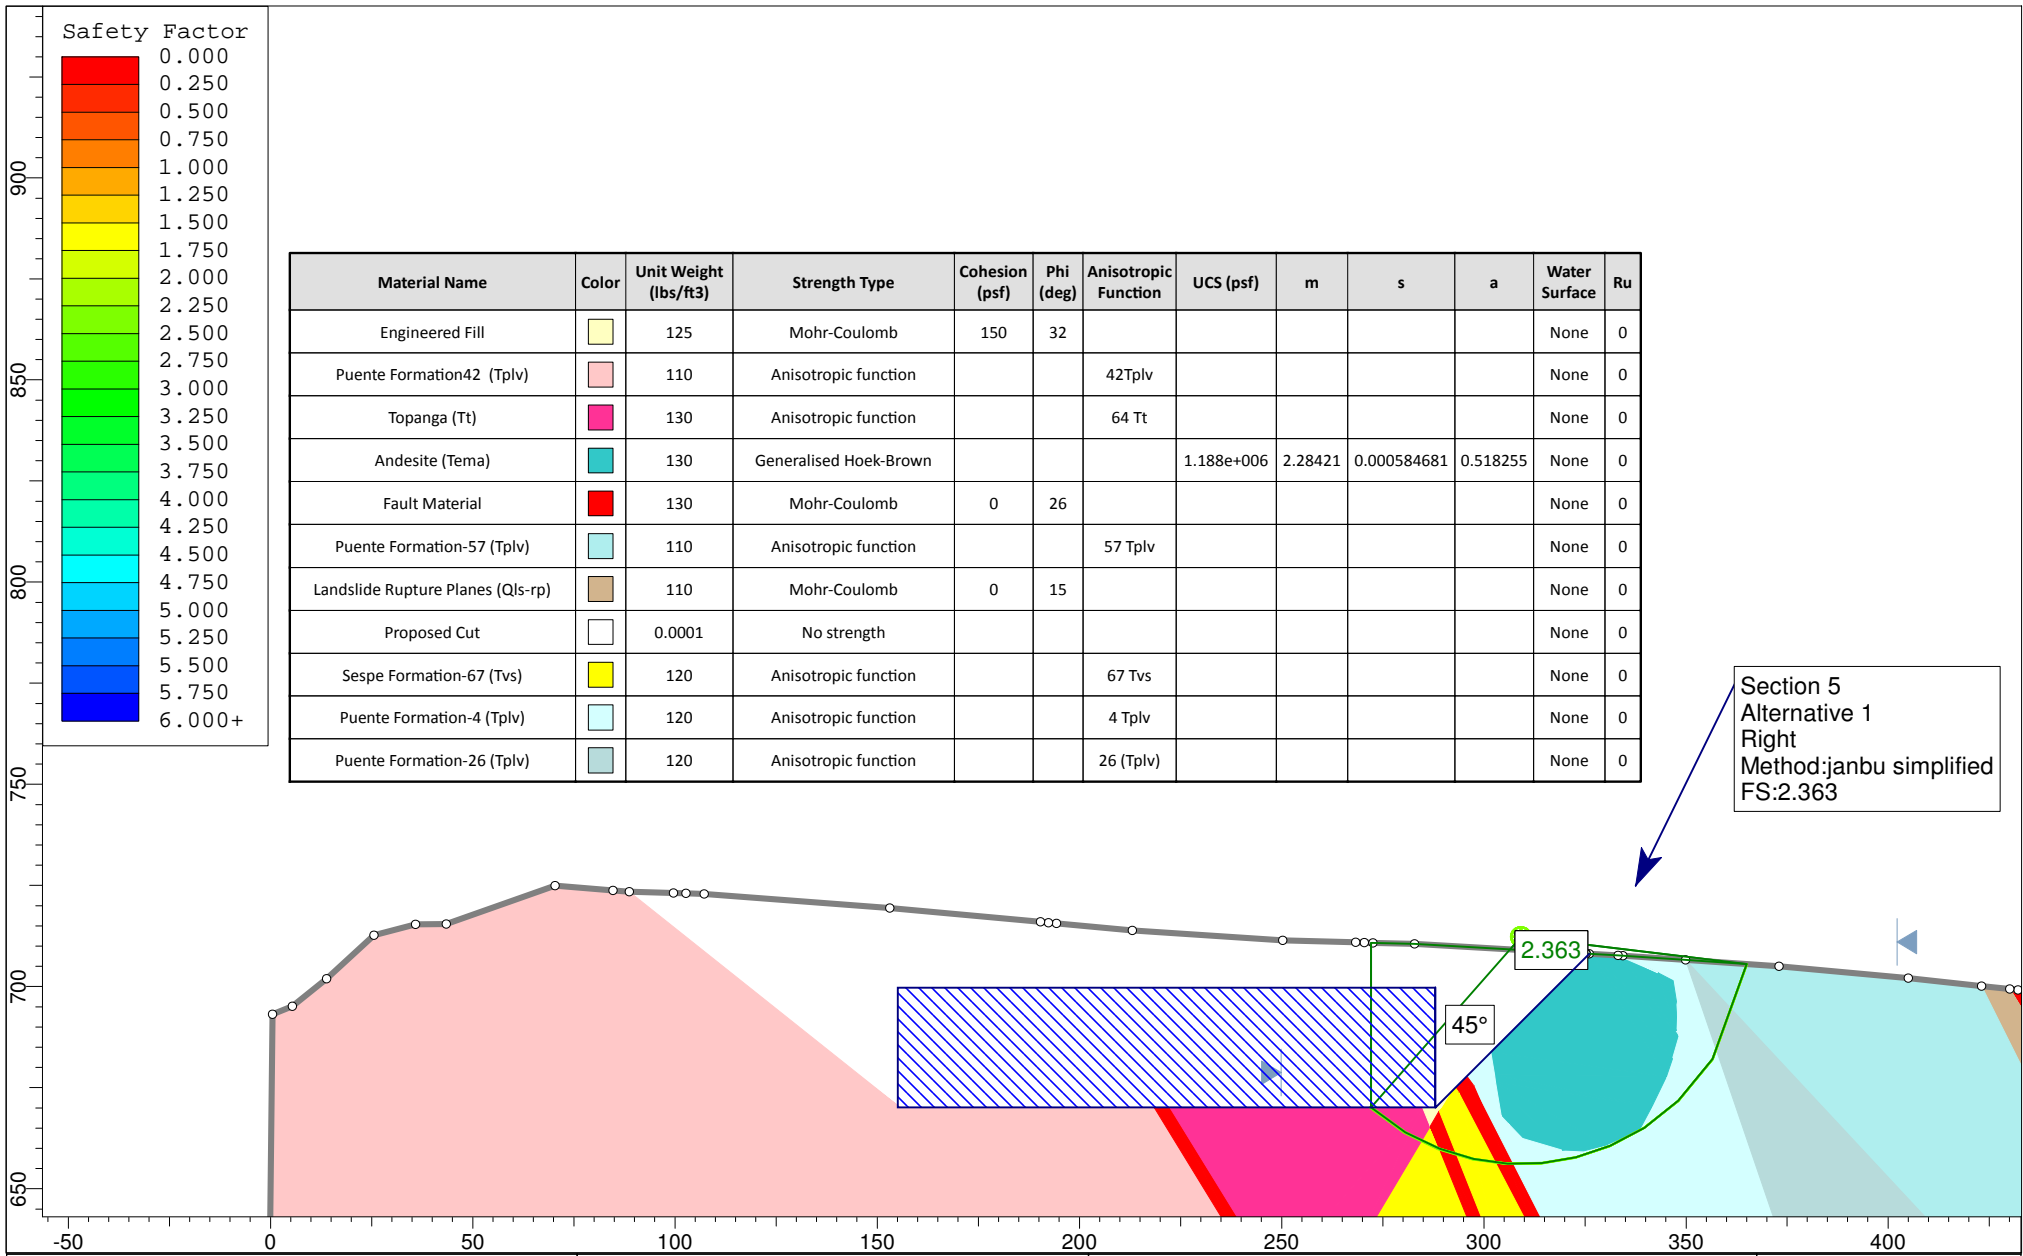 Safety Factor
0.000
0.250
0.500
0.750
1.000
1.250
1.500
1.750
2.000
2.250
2.500
2.750
3.000
3.250
3.500
3.750
4.000
4.250
4.500
4.750
5.000
5.250
5.500
5.750
6.000+
Material Name Color Unit Weight (lbs/ft3) Strength Type Cohesion (psf) Phi (deg) Anisotropic Function UCS (psf) m s a Water Surface Ru
Engineered Fill 125 Mohr-Coulomb 150 32 None 0
Puente Formation42 (Tplv) 110 Anisotropic function 42Tplv None 0
Topanga (Tt) 130 Anisotropic function 64 Tt None 0
Andesite (Tema) 130 Generalised Hoek-Brown 1.188e+006 2.28421 0.000584681 0.518255 None 0
Fault Material 130 Mohr-Coulomb 0 26 None 0
Puente Formation-57 (Tplv) 110 Anisotropic function 57 Tplv None 0
Landslide Rupture Planes (Qls-rp) 110 Mohr-Coulomb 0 15 None 0
Proposed Cut 0.0001 No strength None 0
Sespe Formation-67 (Tvs) 120 Anisotropic function 67 Tvs None 0
Puente Formation-4 (Tplv) 120 Anisotropic function 4 Tplv None 0
Puente Formation-26 (Tplv) 120 Anisotropic function 26 (Tplv) None 0
Section 5
Alternative 1
Right
Method:janbu simplified
FS:2.363
2.363
45°
900
850
800
750
700
650
-50 0 50 100 150 200 250 300 350 400